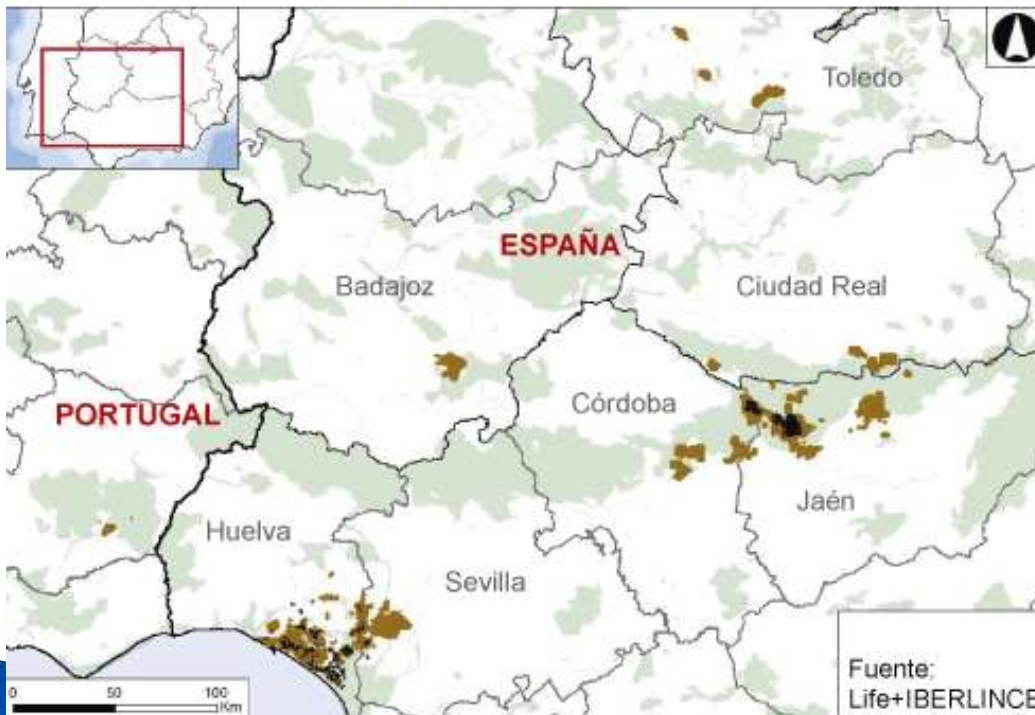 Toledo
ESPAÑA
Badajoz
Ciudad Real
Córdoba
PORTUGAL
Jaén
Huelva
Sevilla
Fuente:
Life+IBERLINCE
0 50 100
Km